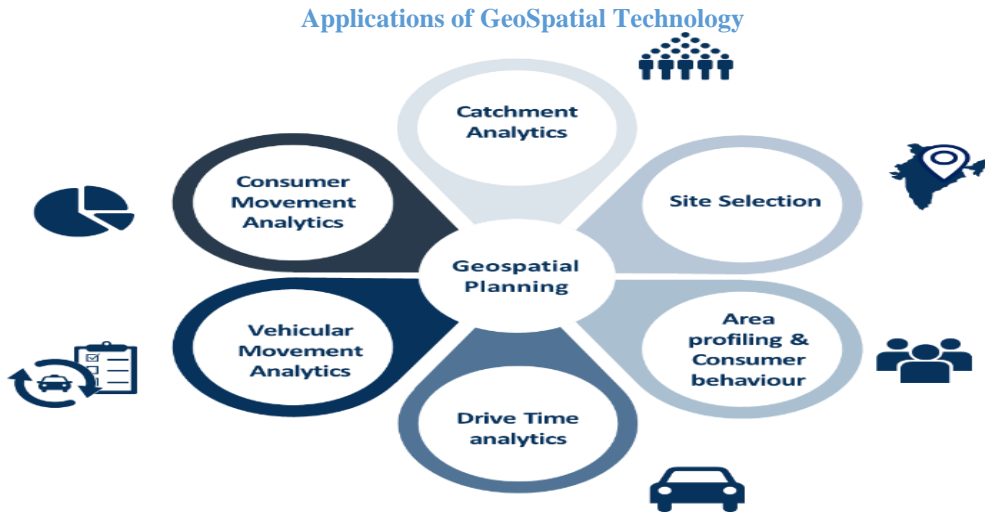 Applications of GeoSpatial Technology
Catchment
Analytics
Consumer
Movement
Analytics
Site Selection
Geospatial
Planning
Vehicular
Movement
Analytics
Area
profiling &
Consumer
behaviour
Drive Time
analytics